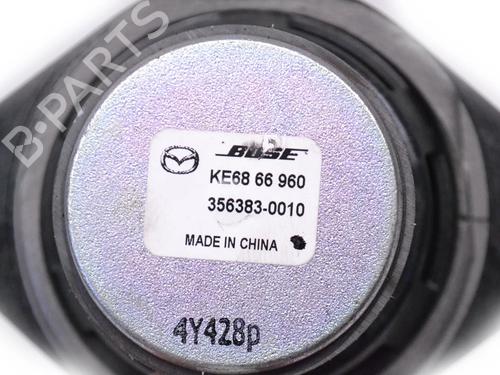 B-PARTS
BOSE
KE68 66 960
356383-0010
MADE IN CHINA
4Y428p